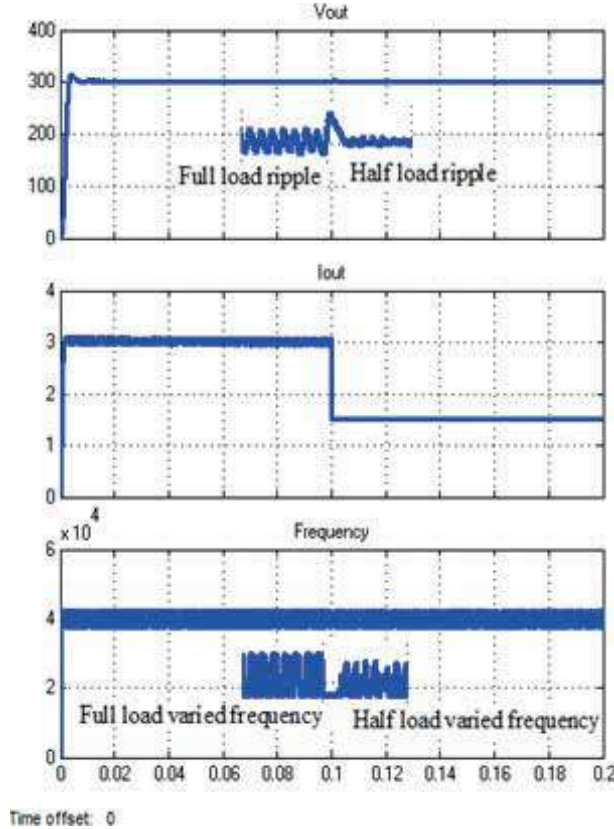 Vout
400
300
200
100
0
Full load ripple
Half load ripple
Iout
4
3
2
1
0
x 10^4
Frequency
6
4
2
0
Full load varied frequency
Half load varied frequency
0 0.02 0.04 0.06 0.08 0.1 0.12 0.14 0.16 0.18 0.2
Time offset: 0